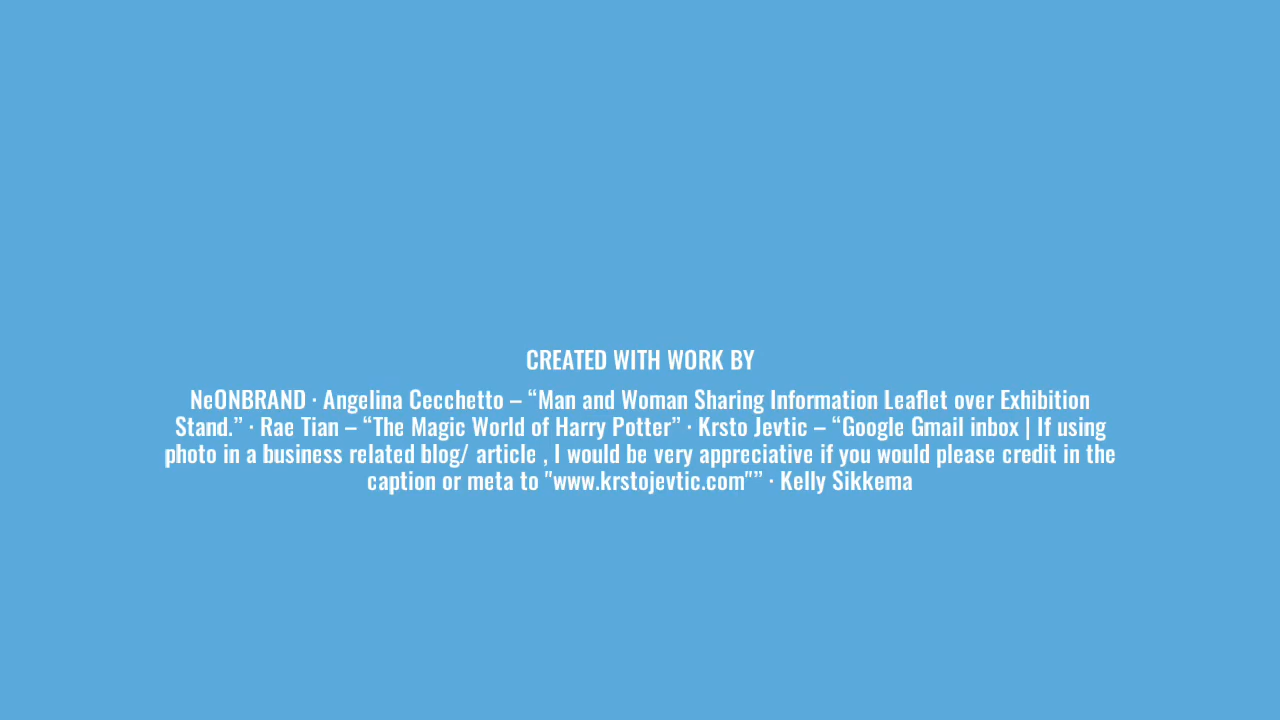 CREATED WITH WORK BY
NeONBRAND · Angelina Cecchetto – “Man and Woman Sharing Information Leaflet over Exhibition
Stand.” · Rae Tian – “The Magic World of Harry Potter” · Krsto Jevtic – “Google Gmail inbox | If using
photo in a business related blog/ article , I would be very appreciative if you would please credit in the
caption or meta to "www.krstojevtic.com"” · Kelly Sikkema